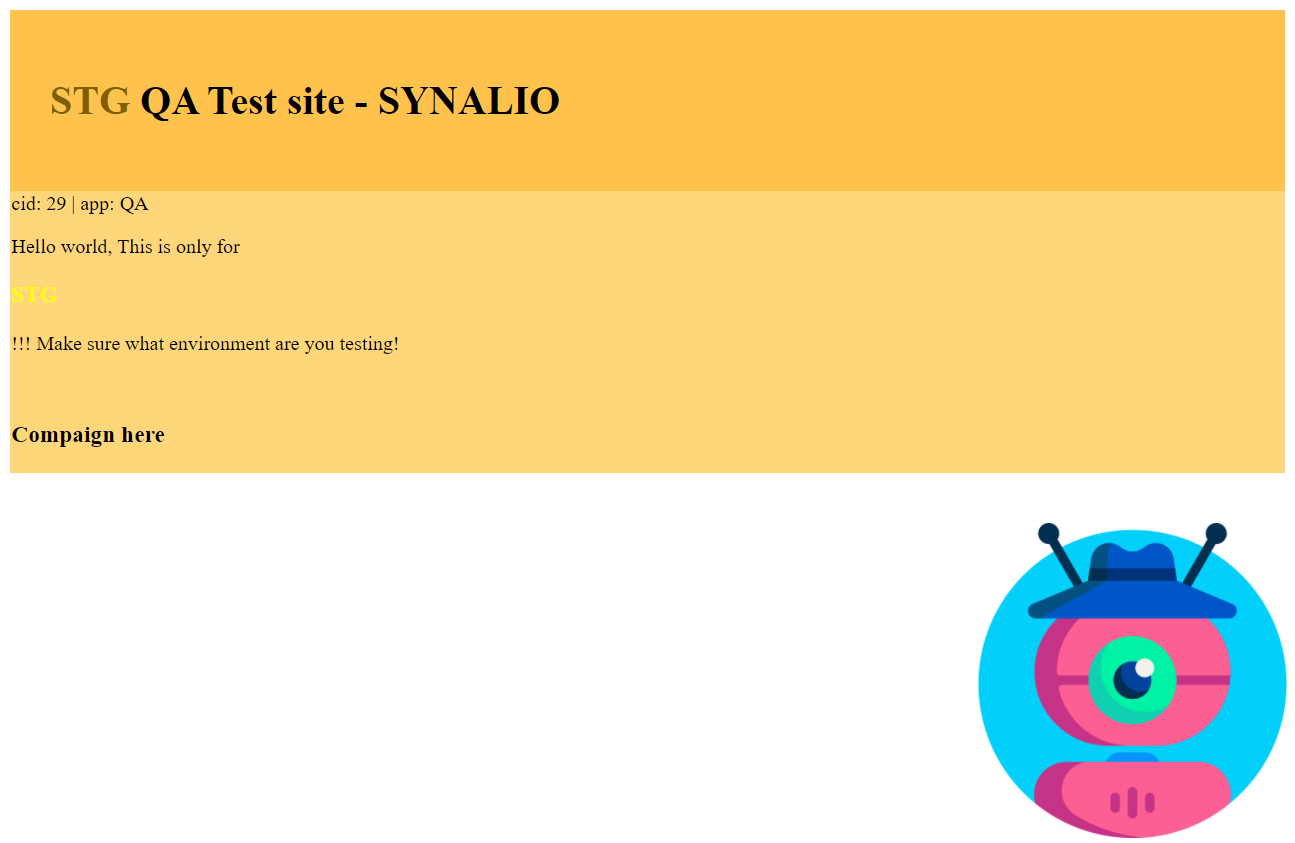 STG QA Test site - SYNALIO
cid: 29 | app: QA
Hello world, This is only for
STG
!!! Make sure what environment are you testing!
Compaign here